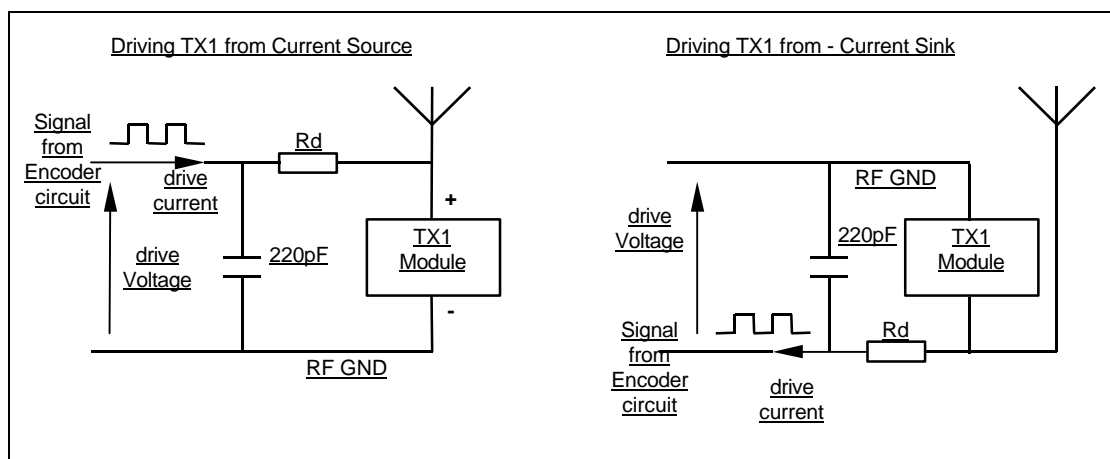 Driving TX1 from Current Source
Signal
from
Encoder
circuit
drive
current
Rd
+
drive
Voltage
220pF
TX1
Module
-
RF GND
Driving TX1 from - Current Sink
RF GND
drive
Voltage
220pF
TX1
Module
Signal
from
Encoder
circuit
Rd
drive
current